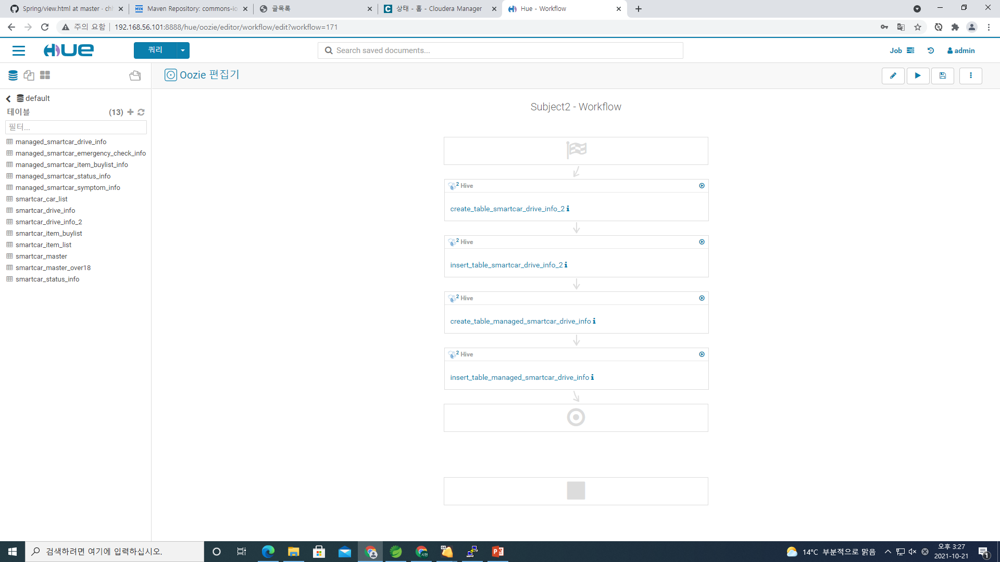 Spring/view.html at master · chh
Maven Repository: commons-io
글목록
상태 - 홈 - Cloudera Manager
Hue - Workflow
주의 요함 | 192.168.56.101:8888/hue/oozie/editor/workflow/edit?workflow=171
HUE
쿼리
Search saved documents...
Job
admin
Oozie 편집기
default
테이블
(13)
필터...
managed_smartcar_drive_info
managed_smartcar_emergency_check_info
managed_smartcar_item_buylist_info
managed_smartcar_status_info
managed_smartcar_symptom_info
smartcar_car_list
smartcar_drive_info
smartcar_drive_info_2
smartcar_item_buylist
smartcar_item_list
smartcar_master
smartcar_master_over18
smartcar_status_info
Subject2 - Workflow
2 Hive
create_table_smartcar_drive_info_2
2 Hive
insert_table_smartcar_drive_info_2
2 Hive
create_table_managed_smartcar_drive_info
2 Hive
insert_table_managed_smartcar_drive_info
검색하려면 여기에 입력하십시오.
14°C 부분적으로 맑음
오후 3:27
2021-10-21
1